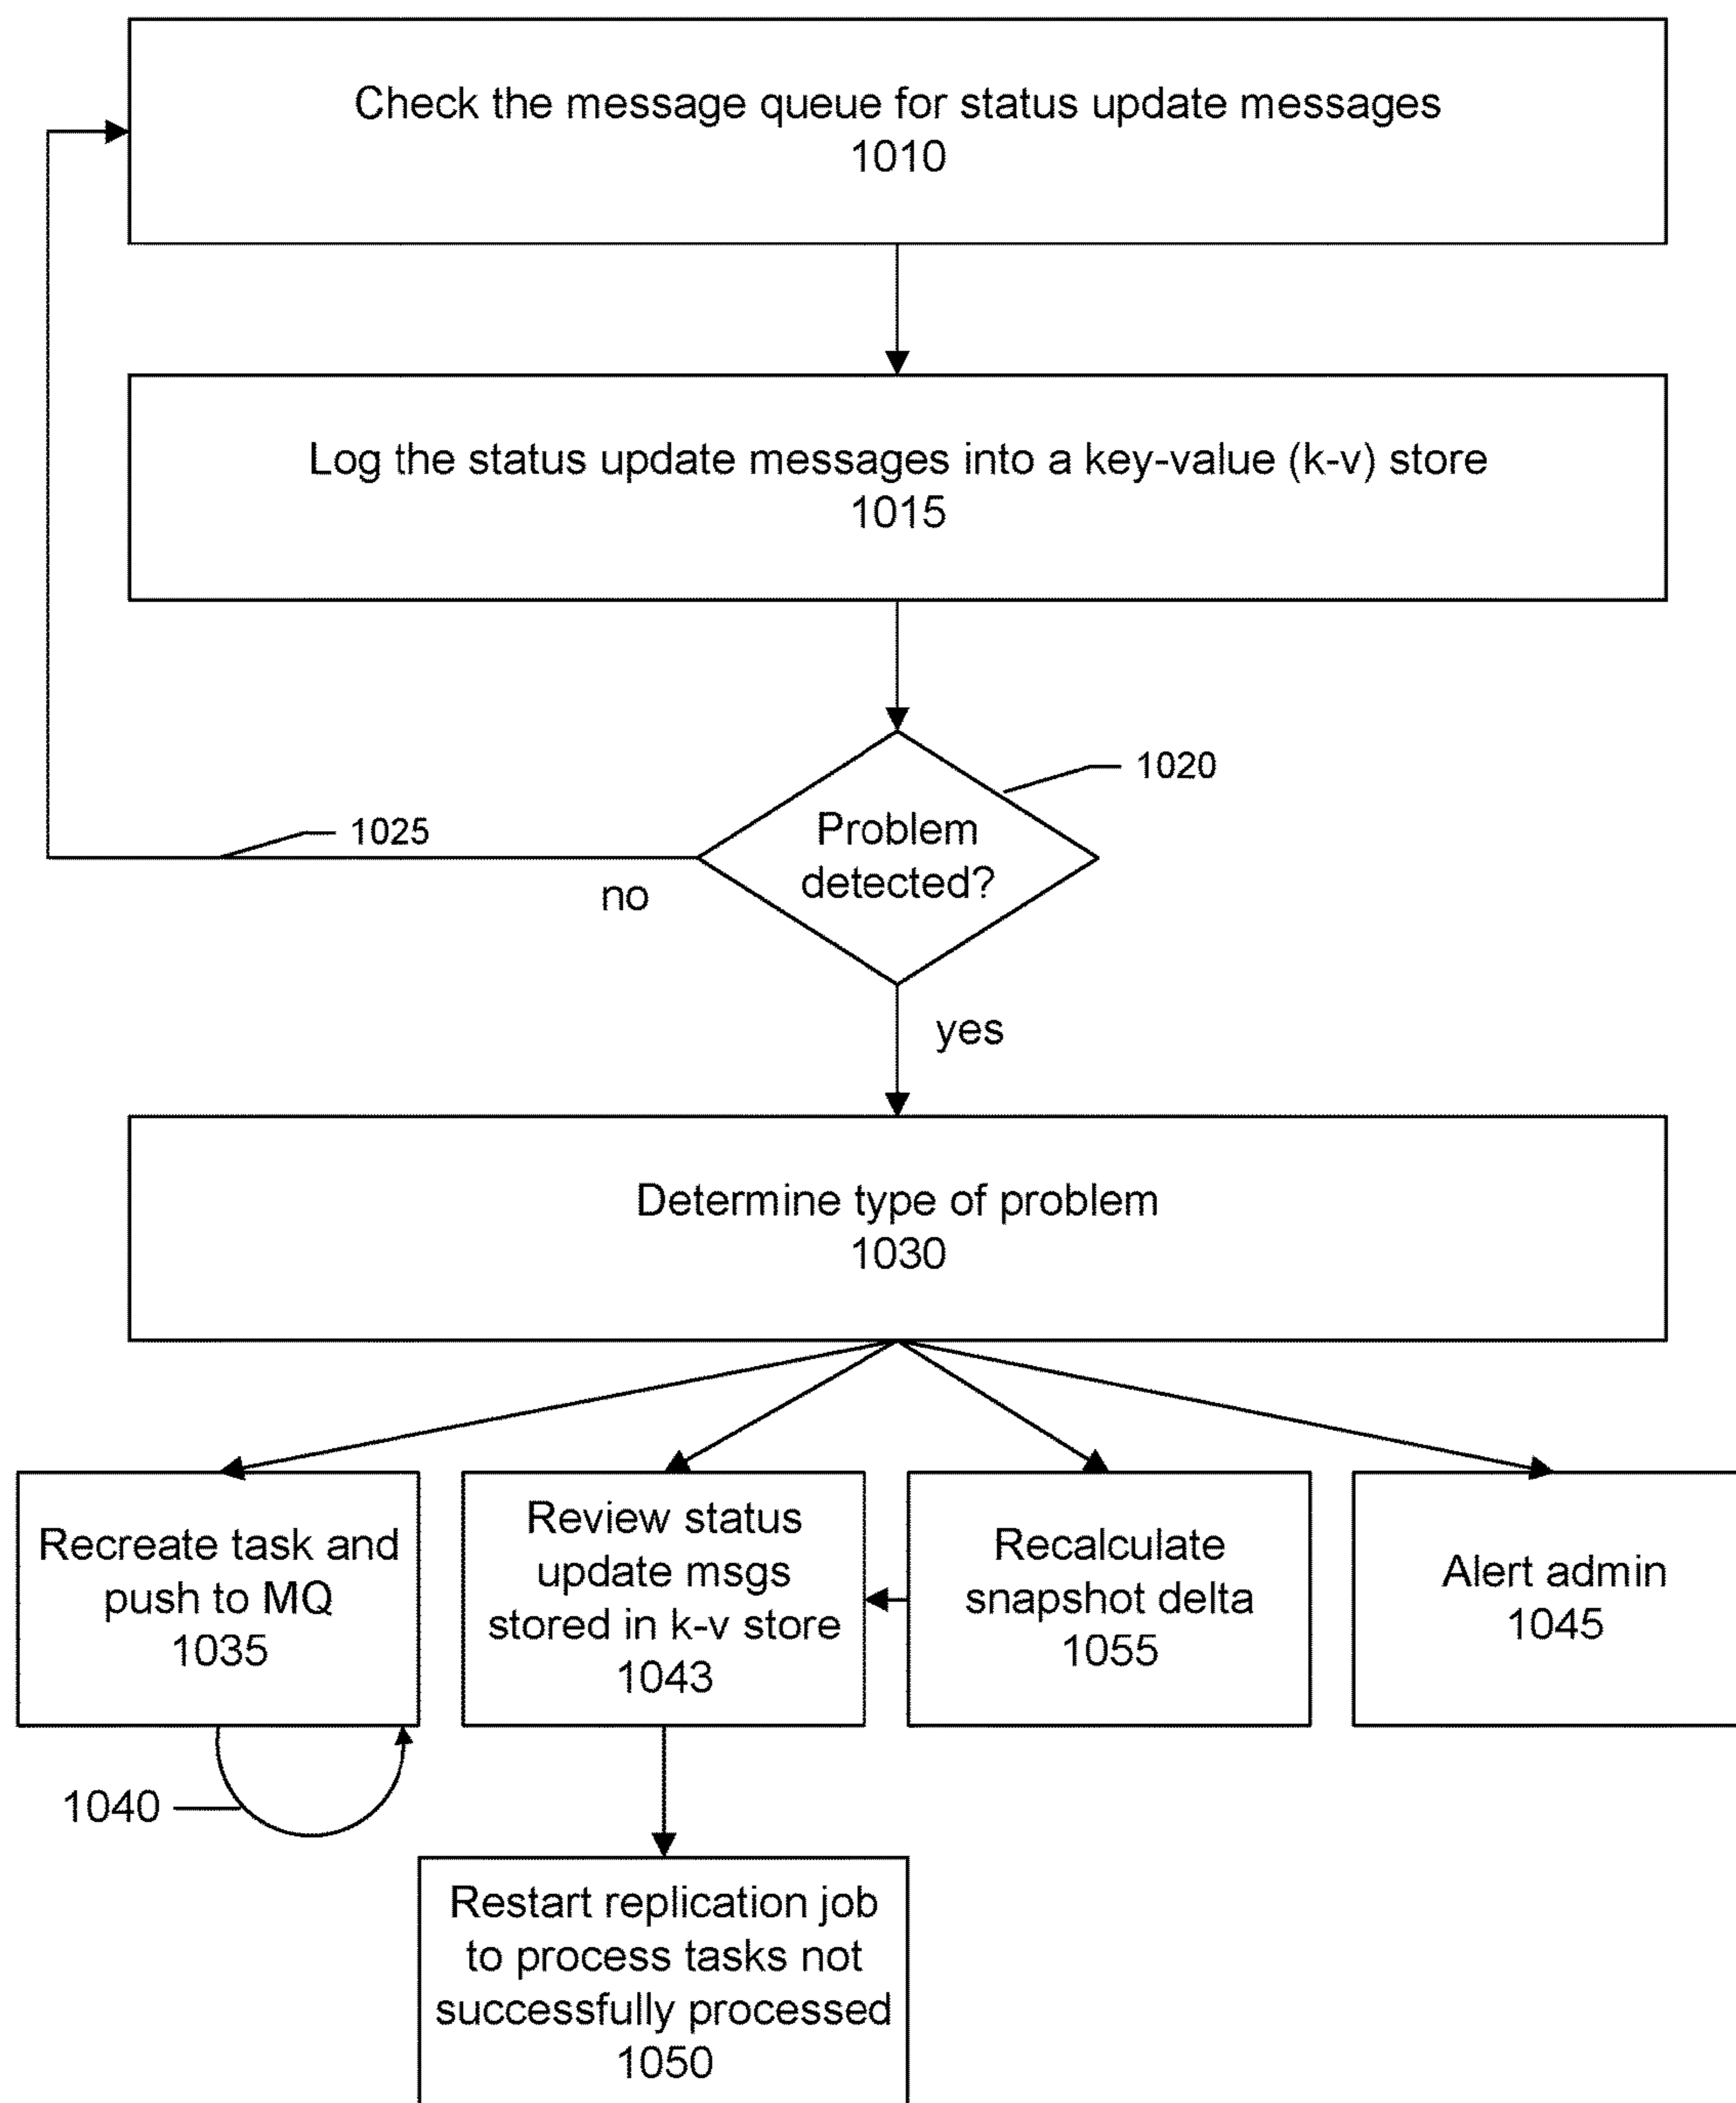 Check the message queue for status update messages
1010
Log the status update messages into a key-value (k-v) store
1015
1020
Problem
detected?
1025
no
yes
Determine type of problem
1030
Recreate task and
push to MQ
1035
Review status
update msgs
stored in k-v store
1043
Recalculate
snapshot delta
1055
Alert admin
1045
1040
Restart replication job
to process tasks not
successfully processed
1050